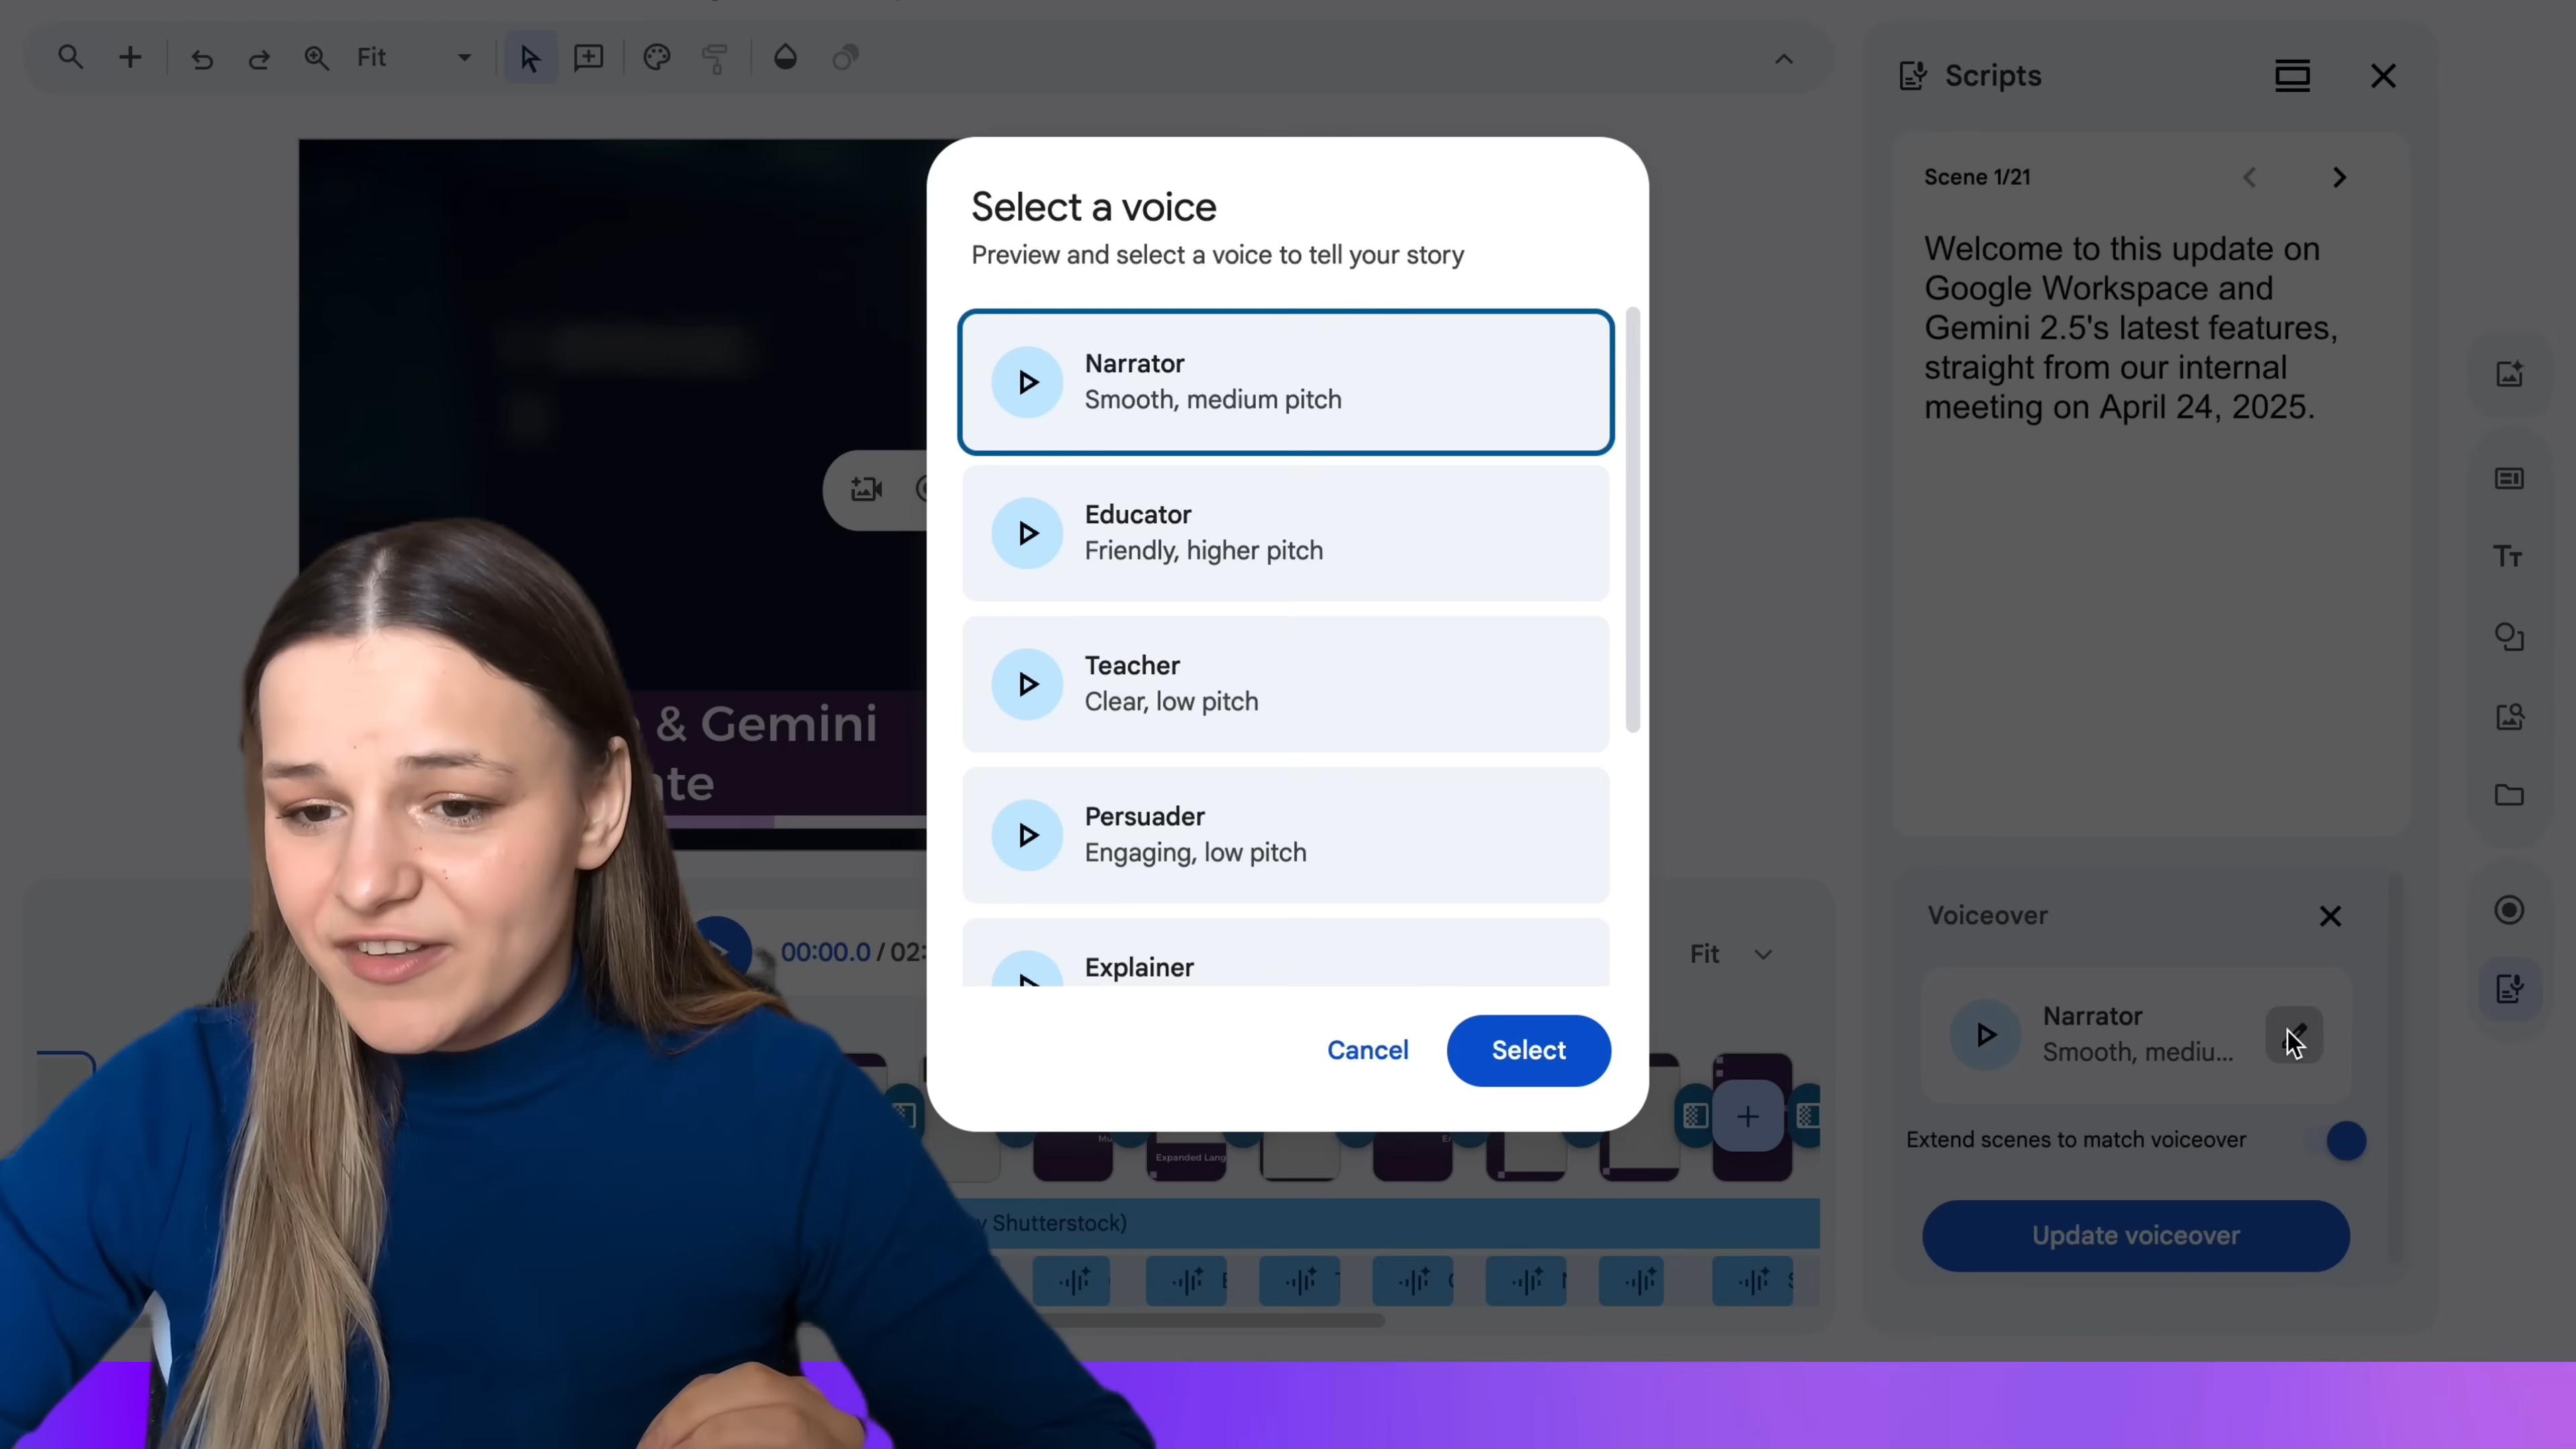 Fit
Scripts
Scene 1/21
Welcome to this update on
Google Workspace and
Gemini 2.5's latest features,
straight from our internal
meeting on April 24, 2025.
Select a voice
Preview and select a voice to tell your story
Narrator
Smooth, medium pitch
Educator
Friendly, higher pitch
Teacher
Clear, low pitch
Persuader
Engaging, low pitch
Explainer
Cancel
Select
& Gemini
00:00.0 / 02:
Fit
Voiceover
Narrator
Smooth, mediu...
Extend scenes to match voiceover
Update voiceover
Expanded Lang
Shutterstock)